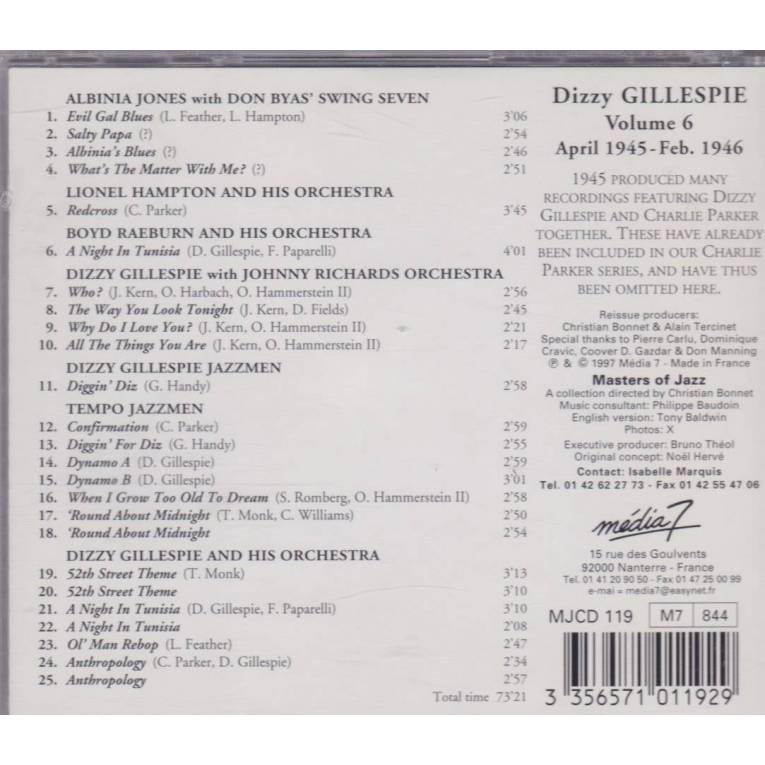 ALBINIA JONES with DON BYAS' SWING SEVEN
1. Evil Gal Blues (L. Feather, L. Hampton) 3'06
2. Salty Papa (?) 2'54
3. Albinia's Blues (?) 2'46
4. What's The Matter With Me? (?) 2'51
LIONEL HAMPTON AND HIS ORCHESTRA
5. Redcross (C. Parker) 3'45
BOYD RAEBURN AND HIS ORCHESTRA
6. A Night In Tunisia (D. Gillespie, F. Paparelli) 4'01
DIZZY GILLESPIE with JOHNNY RICHARDS ORCHESTRA
7. Who? (J. Kern, O. Harbach, O. Hammerstein II) 2'56
8. The Way You Look Tonight (J. Kern, D. Fields) 2'45
9. Why Do I Love You? (J. Kern, O. Hammerstein II) 2'21
10. All The Things You Are (J. Kern, O. Hammerstein II) 2'17
DIZZY GILLESPIE JAZZMEN
11. Diggin' Diz (G. Handy) 2'58
TEMPO JAZZMEN
12. Confirmation (C. Parker) 2'59
13. Diggin' For Diz (G. Handy) 2'55
14. Dynamo A (D. Gillespie) 2'59
15. Dynamo B (D. Gillespie) 3'01
16. When I Grow Too Old To Dream (S. Romberg, O. Hammerstein II) 2'58
17. 'Round About Midnight (T. Monk, C. Williams) 2'50
18. 'Round About Midnight 2'54
DIZZY GILLESPIE AND HIS ORCHESTRA
19. 52th Street Theme (T. Monk) 3'13
20. 52th Street Theme 3'10
21. A Night In Tunisia (D. Gillespie, F. Paparelli) 3'10
22. A Night In Tunisia 2'08
23. Ol' Man Rebop (L. Feather) 2'47
24. Anthropology (C. Parker, D. Gillespie) 2'34
25. Anthropology 2'57
Total time 73'21
Dizzy GILLESPIE
Volume 6
April 1945-Feb. 1946
1945 PRODUCED MANY
RECORDINGS FEATURING DIZZY
GILLESPIE AND CHARLIE PARKER
TOGETHER. THESE HAVE ALREADY
BEEN INCLUDED IN OUR CHARLIE
PARKER SERIES, AND HAVE THUS
BEEN OMITTED HERE.
Reissue producers:
Christian Bonnet & Alain Tercinet
Special thanks to Pierre Carlu, Dominique
Cravic, Coover D. Gazdar & Don Manning
℗ & © 1997 Média 7 - Made in France
Masters of Jazz
A collection directed by Christian Bonnet
Music consultant: Philippe Baudoin
English version: Tony Baldwin
Photos: X
Executive producer: Bruno Théol
Original concept: Noël Hervé
Contact: Isabelle Marquis
Tel. 01 42 62 27 73 - Fax 01 42 55 47 06
média 7
15 rue des Goulvents
92000 Nanterre - France
Tel. 01 41 20 90 50 - Fax 01 47 25 00 99
e-mai = media7@easynet.fr
MJCD 119 M7 844
3 356571 011929